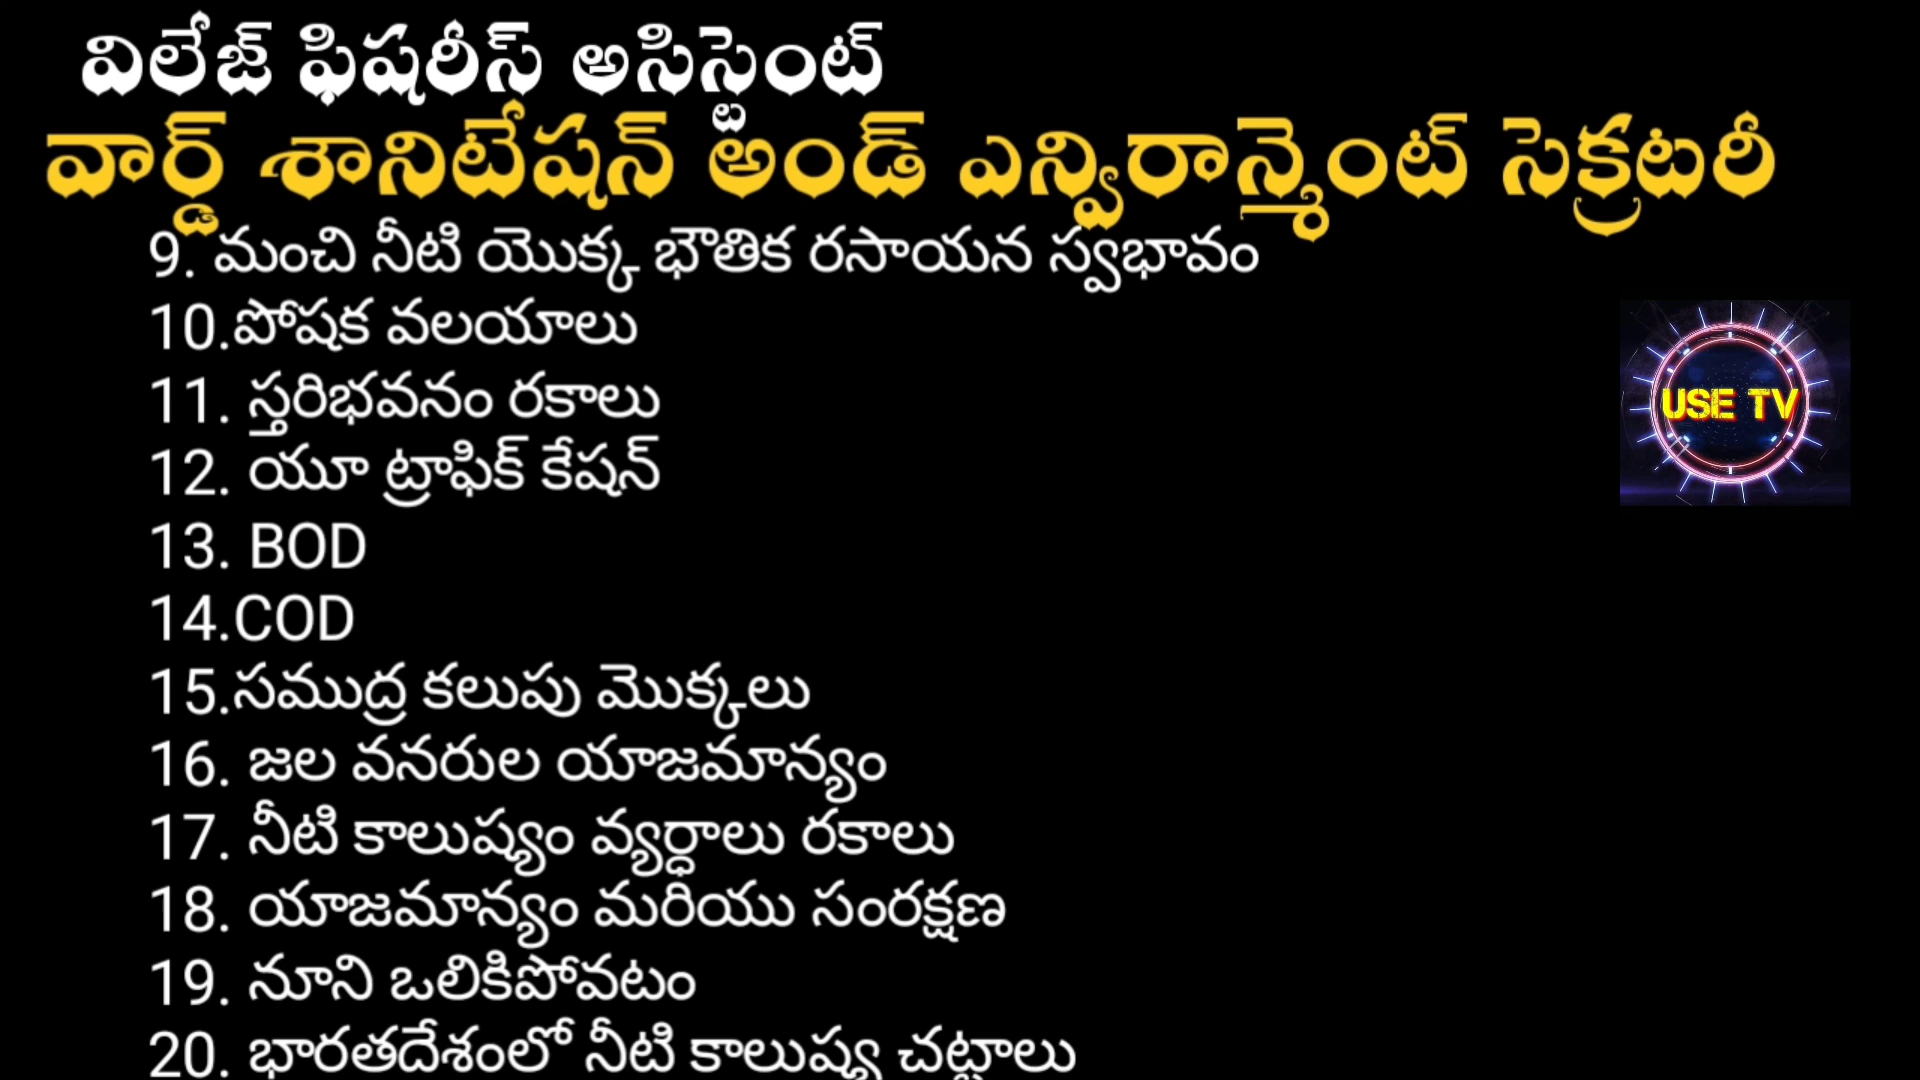 విలేజ్ ఫిషరీస్ అసిస్టెంట్
వార్డ్ శానిటేషన్ అండ్ ఎన్విరాన్మెంట్ సెక్రటరీ
9. మంచి నీటి యొక్క భౌతిక రసాయన స్వభావం
10.పోషక వలయాలు
11. స్తరిభవనం రకాలు
12. యూ ట్రాఫిక్ కేషన్
13. BOD
14.COD
15.సముద్ర కలుపు మొక్కలు
16. జల వనరుల యాజమాన్యం
17. నీటి కాలుష్యం వ్యర్ధాలు రకాలు
18. యాజమాన్యం మరియు సంరక్షణ
19. నూని ఒలికిపోవటం
20. భారతదేశంలో నీటి కాలుష్య చట్టాలు
USE TV